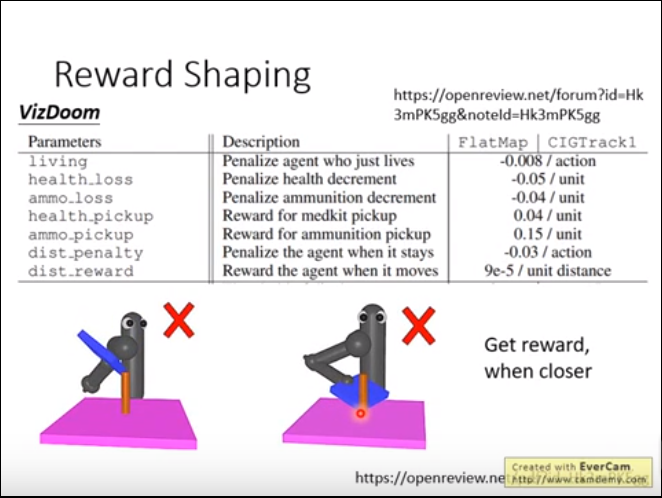 Reward Shaping
https://openreview.net/forum?id=Hk
3mPK5gg&noteId=Hk3mPK5gg
VizDoom
Parameters Description FlatMap CIGTrack1
living Penalize agent who just lives -0.008 / action
health_loss Penalize health decrement -0.05 / unit
ammo_loss Penalize ammunition decrement -0.04 / unit
health_pickup Reward for medkit pickup 0.04 / unit
ammo_pickup Reward for ammunition pickup 0.15 / unit
dist_penalty Penalize the agent when it stays -0.03 / action
dist_reward Reward the agent when it moves 9e-5 / unit distance
Get reward,
when closer
https://openreview.ne
Created with EverCam.
http://www.camdemy.com